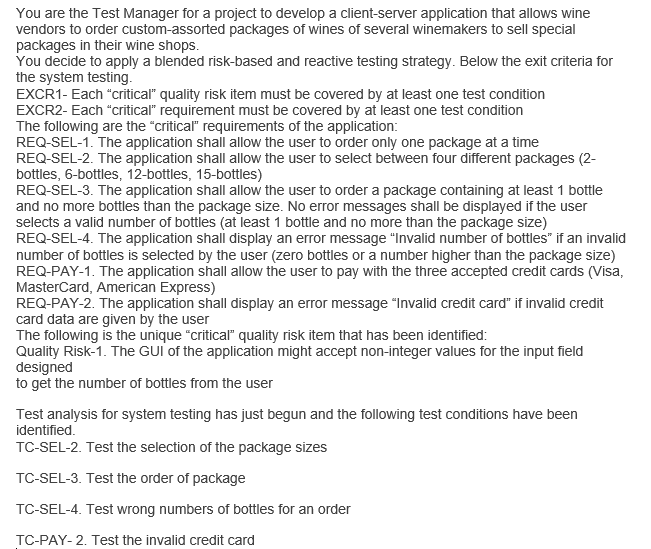 You are the Test Manager for a project to develop a client-server application that allows wine
vendors to order custom-assorted packages of wines of several winemakers to sell special
packages in their wine shops.
You decide to apply a blended risk-based and reactive testing strategy. Below the exit criteria for
the system testing.
EXCR1- Each “critical” quality risk item must be covered by at least one test condition
EXCR2- Each “critical” requirement must be covered by at least one test condition
The following are the “critical” requirements of the application:
REQ-SEL-1. The application shall allow the user to order only one package at a time
REQ-SEL-2. The application shall allow the user to select between four different packages (2-
bottles, 6-bottles, 12-bottles, 15-bottles)
REQ-SEL-3. The application shall allow the user to order a package containing at least 1 bottle
and no more bottles than the package size. No error messages shall be displayed if the user
selects a valid number of bottles (at least 1 bottle and no more than the package size)
REQ-SEL-4. The application shall display an error message “Invalid number of bottles” if an invalid
number of bottles is selected by the user (zero bottles or a number higher than the package size)
REQ-PAY-1. The application shall allow the user to pay with the three accepted credit cards (Visa,
MasterCard, American Express)
REQ-PAY-2. The application shall display an error message “Invalid credit card” if invalid credit
card data are given by the user
The following is the unique “critical” quality risk item that has been identified:
Quality Risk-1. The GUI of the application might accept non-integer values for the input field
designed
to get the number of bottles from the user
Test analysis for system testing has just begun and the following test conditions have been
identified.
TC-SEL-2. Test the selection of the package sizes
TC-SEL-3. Test the order of package
TC-SEL-4. Test wrong numbers of bottles for an order
TC-PAY- 2. Test the invalid credit card